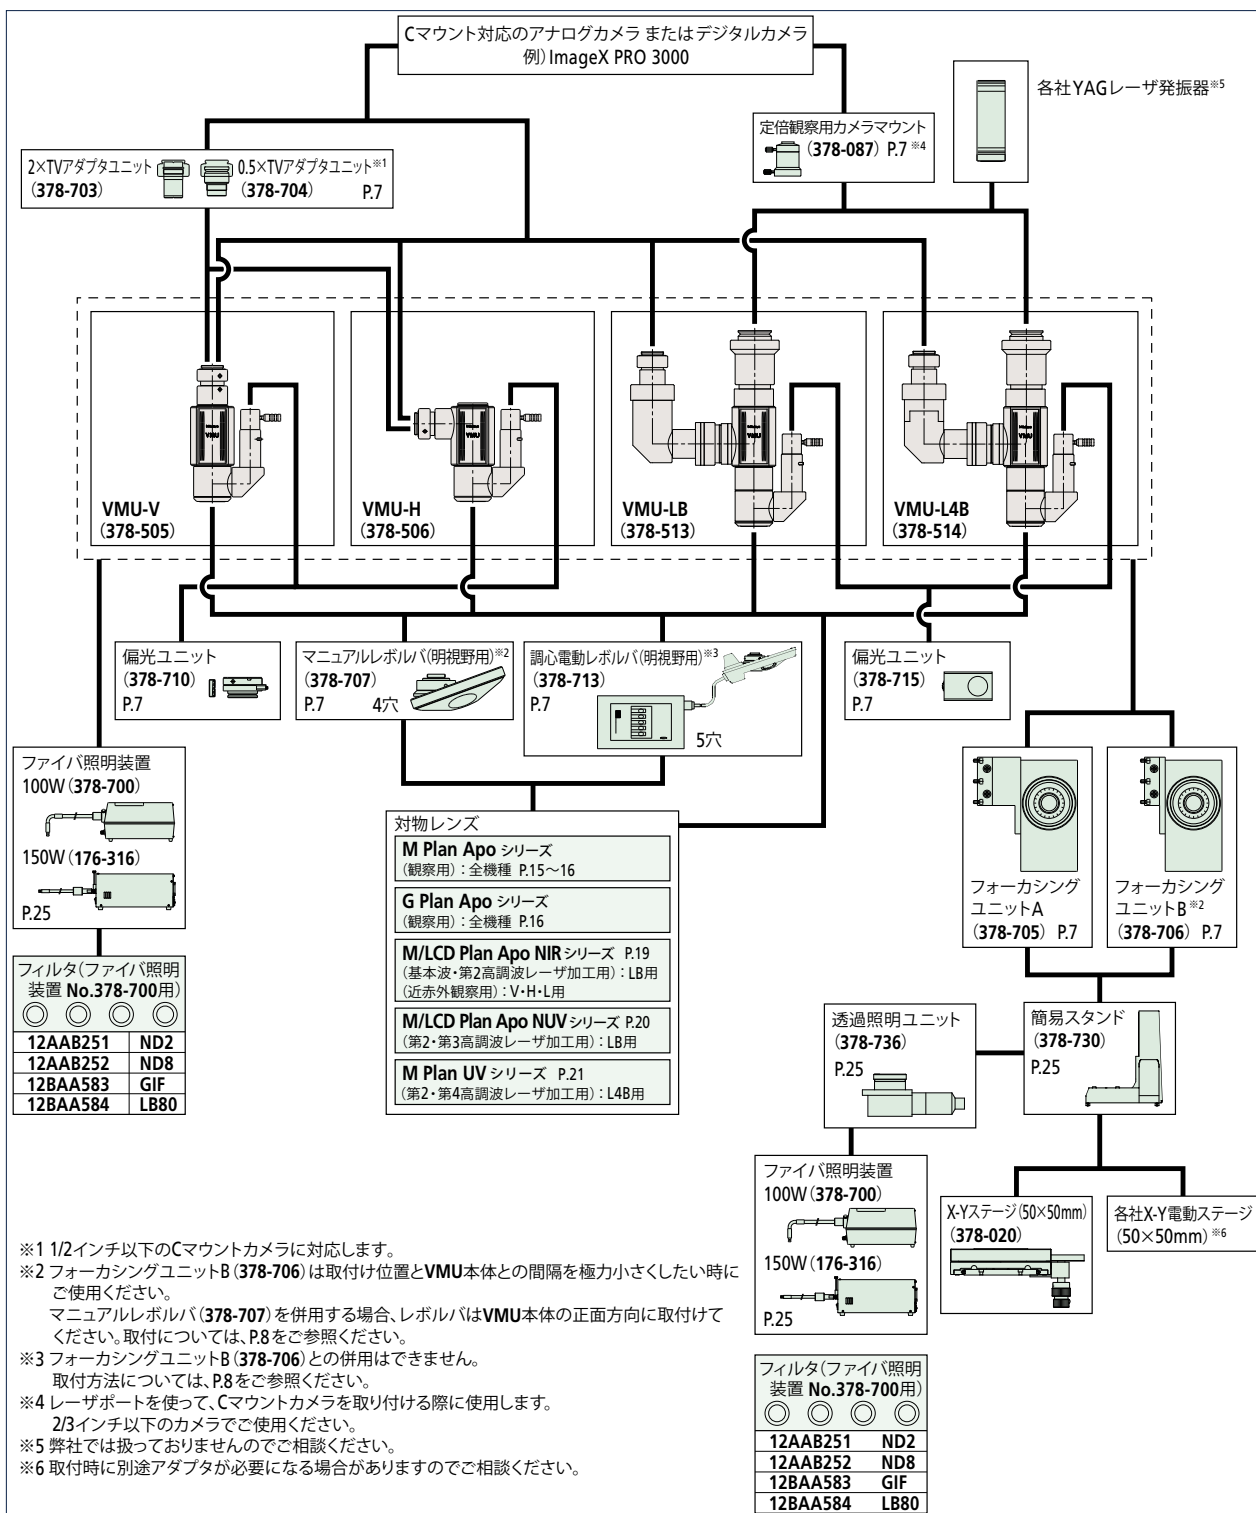 Cマウント対応のアナログカメラ またはデジタルカメラ
例) ImageX PRO 3000
各社YAGレーザ発振器※5
定倍観察用カメラマウント
(378-087) P.7 ※4
2×TVアダプタユニット
(378-703)
0.5×TVアダプタユニット※1
(378-704) P.7
VMU-V
(378-505)
VMU-H
(378-506)
VMU-LB
(378-513)
VMU-L4B
(378-514)
偏光ユニット
(378-710)
P.7
マニュアルレボルバ(明視野用)※2
(378-707)
P.7 4穴
調心電動レボルバ(明視野用)※3
(378-713)
P.7
5穴
偏光ユニット
(378-715)
P.7
ファイバ照明装置
100W(378-700)
150W(176-316)
P.25
フィルタ(ファイバ照明
装置 No.378-700用)
12AAB251 ND2
12AAB252 ND8
12BAA583 GIF
12BAA584 LB80
対物レンズ
M Plan Apo シリーズ
(観察用):全機種 P.15〜16
G Plan Apo シリーズ
(観察用):全機種 P.16
M/LCD Plan Apo NIRシリーズ P.19
(基本波・第2高調波レーザ加工用):LB用
(近赤外観察用):V・H・L用
M/LCD Plan Apo NUVシリーズ P.20
(第2・第3高調波レーザ加工用):LB用
M Plan UV シリーズ P.21
(第2・第4高調波レーザ加工用):L4B用
フォーカシング
ユニットA
(378-705) P.7
フォーカシング
ユニットB※2
(378-706) P.7
透過照明ユニット
(378-736)
P.25
簡易スタンド
(378-730)
P.25
ファイバ照明装置
100W(378-700)
150W(176-316)
P.25
X-Yステージ(50×50mm)
(378-020)
各社X-Y電動ステージ
(50×50mm)※6
フィルタ(ファイバ照明
装置 No.378-700用)
12AAB251 ND2
12AAB252 ND8
12BAA583 GIF
12BAA584 LB80
※1 1/2インチ以下のCマウントカメラに対応します。
※2 フォーカシングユニットB(378-706)は取付け位置とVMU本体との間隔を極力小さくしたい時に
ご使用ください。
マニュアルレボルバ(378-707)を併用する場合、レボルバはVMU本体の正面方向に取付けて
ください。取付については、P.8をご参照ください。
※3 フォーカシングユニットB(378-706)との併用はできません。
取付方法については、P.8をご参照ください。
※4 レーザポートを使って、Cマウントカメラを取り付ける際に使用します。
2/3インチ以下のカメラでご使用ください。
※5 弊社では扱っておりませんのでご相談ください。
※6 取付時に別途アダプタが必要になる場合がありますのでご相談ください。